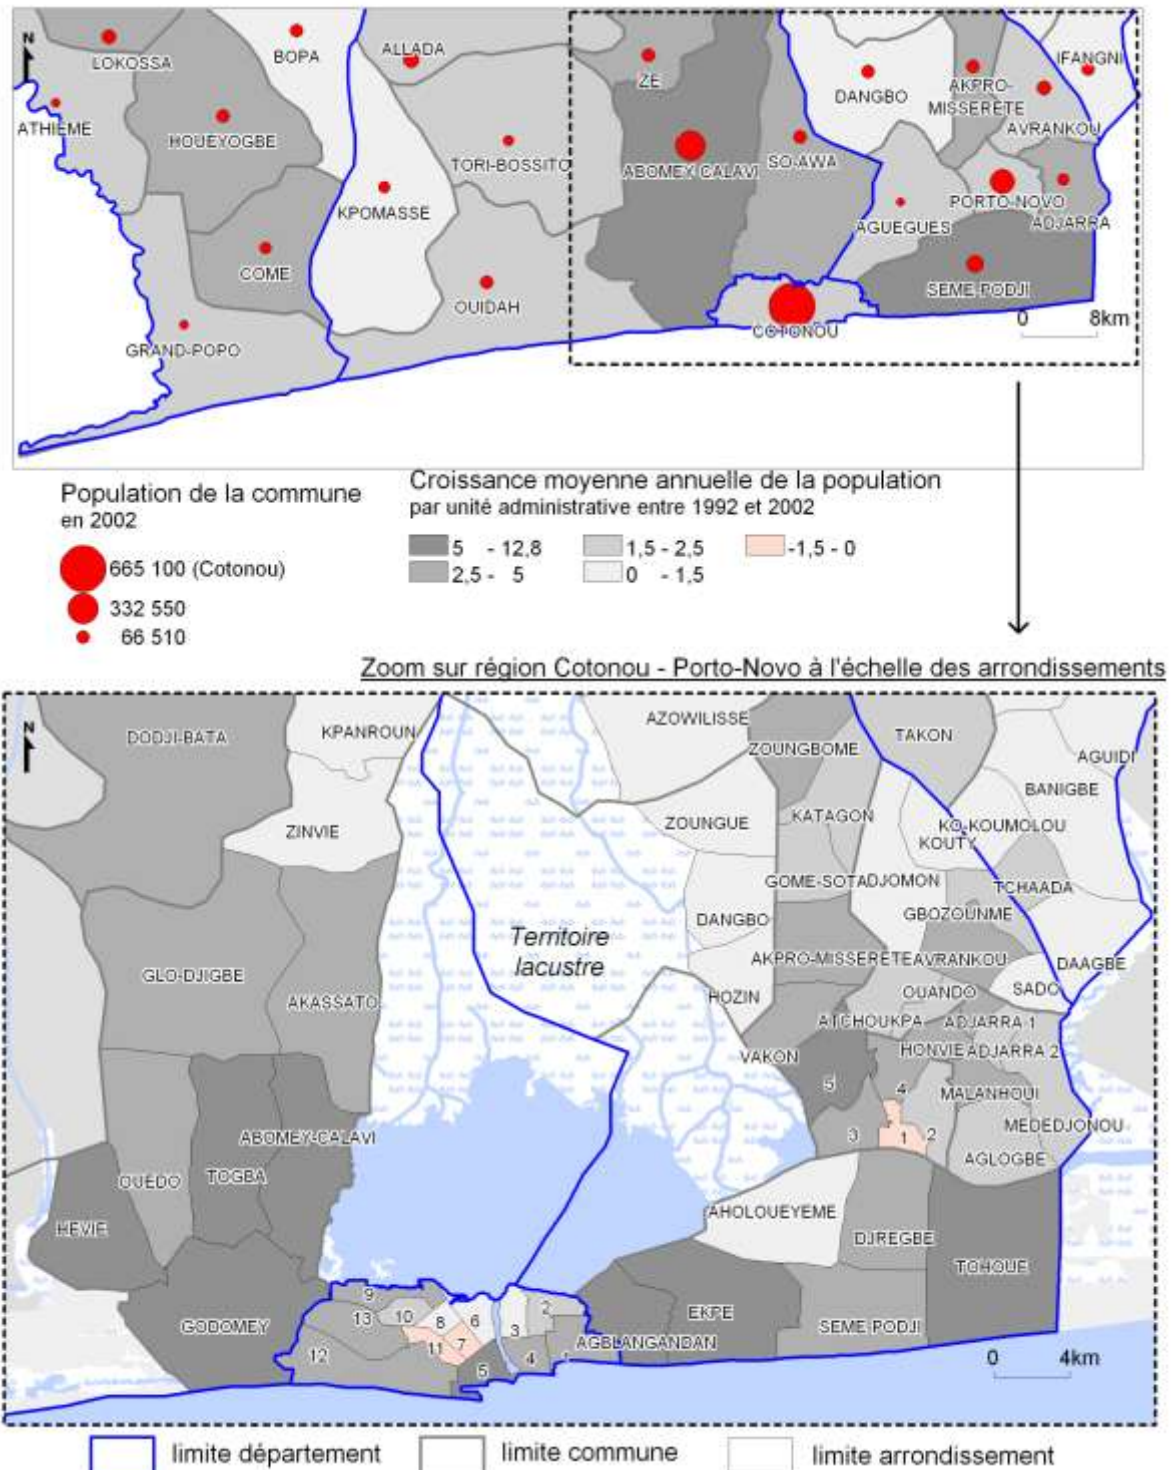 N
LOKOSSA
BOPA
ALLADA
ZE
DANGBO
AKPRO-
MISSERETE
IFANGNI
AVRANKOU
ATHIEME
HOUEYOGBE
TORI-BOSSITO
ABOMEY-CALAVI
SO-AWA
KPOMASSE
PORTO-NOVO
AGUEGUES
ADJARRA
COME
OUIDAH
SEME-PODJI
COTONOU
GRAND-POPO
0 8km
Population de la commune
en 2002
665 100 (Cotonou)
332 550
66 510
Croissance moyenne annuelle de la population
par unité administrative entre 1992 et 2002
5 - 12,8
1,5 - 2,5
-1,5 - 0
2,5 - 5
0 - 1,5
Zoom sur région Cotonou - Porto-Novo à l'échelle des arrondissements
N
DODJI-BATA
KPANROUN
AZOWILISSE
ZOUNGBOME
TAKON
AGUIDI
BANIGBE
ZINVIE
ZOUNGUE
KATAGON
KO-KOUMOLOU
KOUTY
GOME-SOTA
DJOMON
TCHAADA
DANGBO
GBOZOUNME
Territoire
lacustre
GLO-DJIGBE
AKASSATO
AKPRO-MISSERETE
AVRANKOU
DAAGBE
HOZIN
OUANDO
SADO
ATCHOUKPA
ADJARRA 1
VAKON
HONVIE
ADJARRA 2
5
4
MALANHOUI
ABOMEY-CALAVI
3
1
2
MEDEDJONOU
OUEDO
TOGBA
AGLOGBE
HEVIE
AHOLOUEYEME
DJREGBE
TOHOUE
GODOMEY
9
13
10
8
6
3
2
EKPE
SEME PODJI
12
11
7
5
4
1
AGBLANGANDAN
0 4km
limite département
limite commune
limite arrondissement